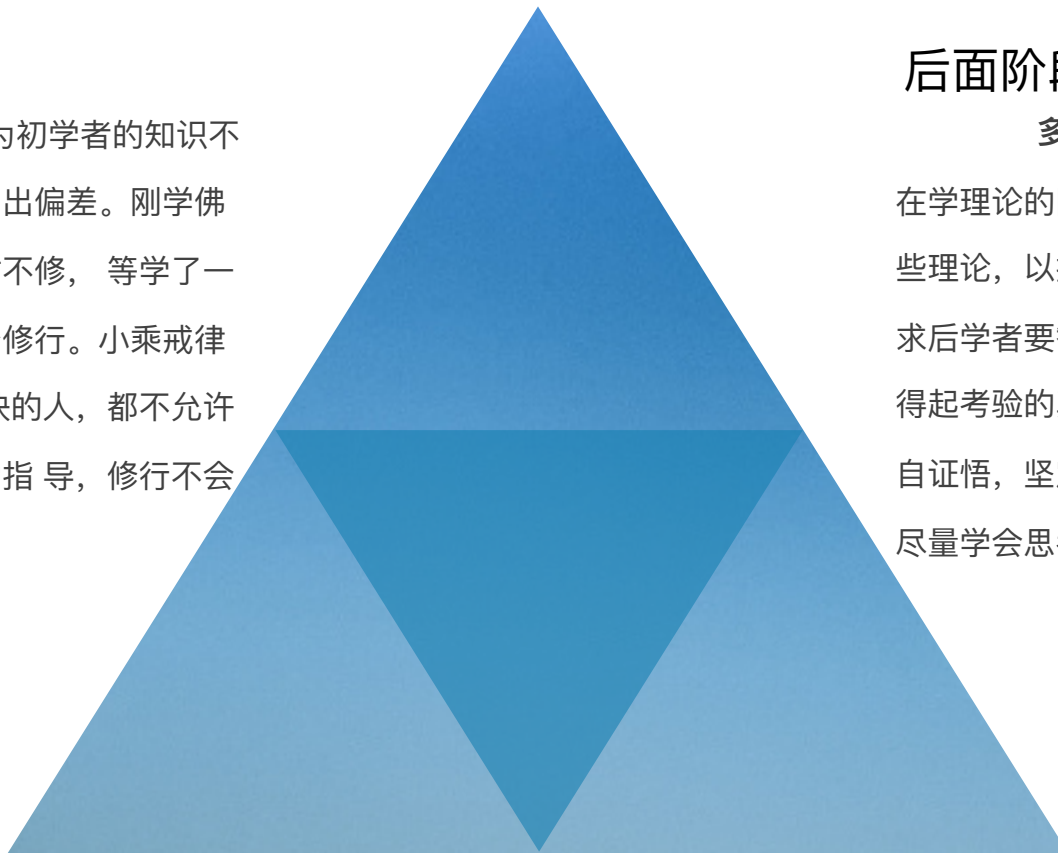 初学者的知识不
出偏差。刚学佛
不修， 等学了一
修行。小乘戒律
的人，都不允许
指 导，修行不会
后面阶
多
在学理论的
些理论，以
求后学者要
得起考验的
自证悟，坚
尽量学会思